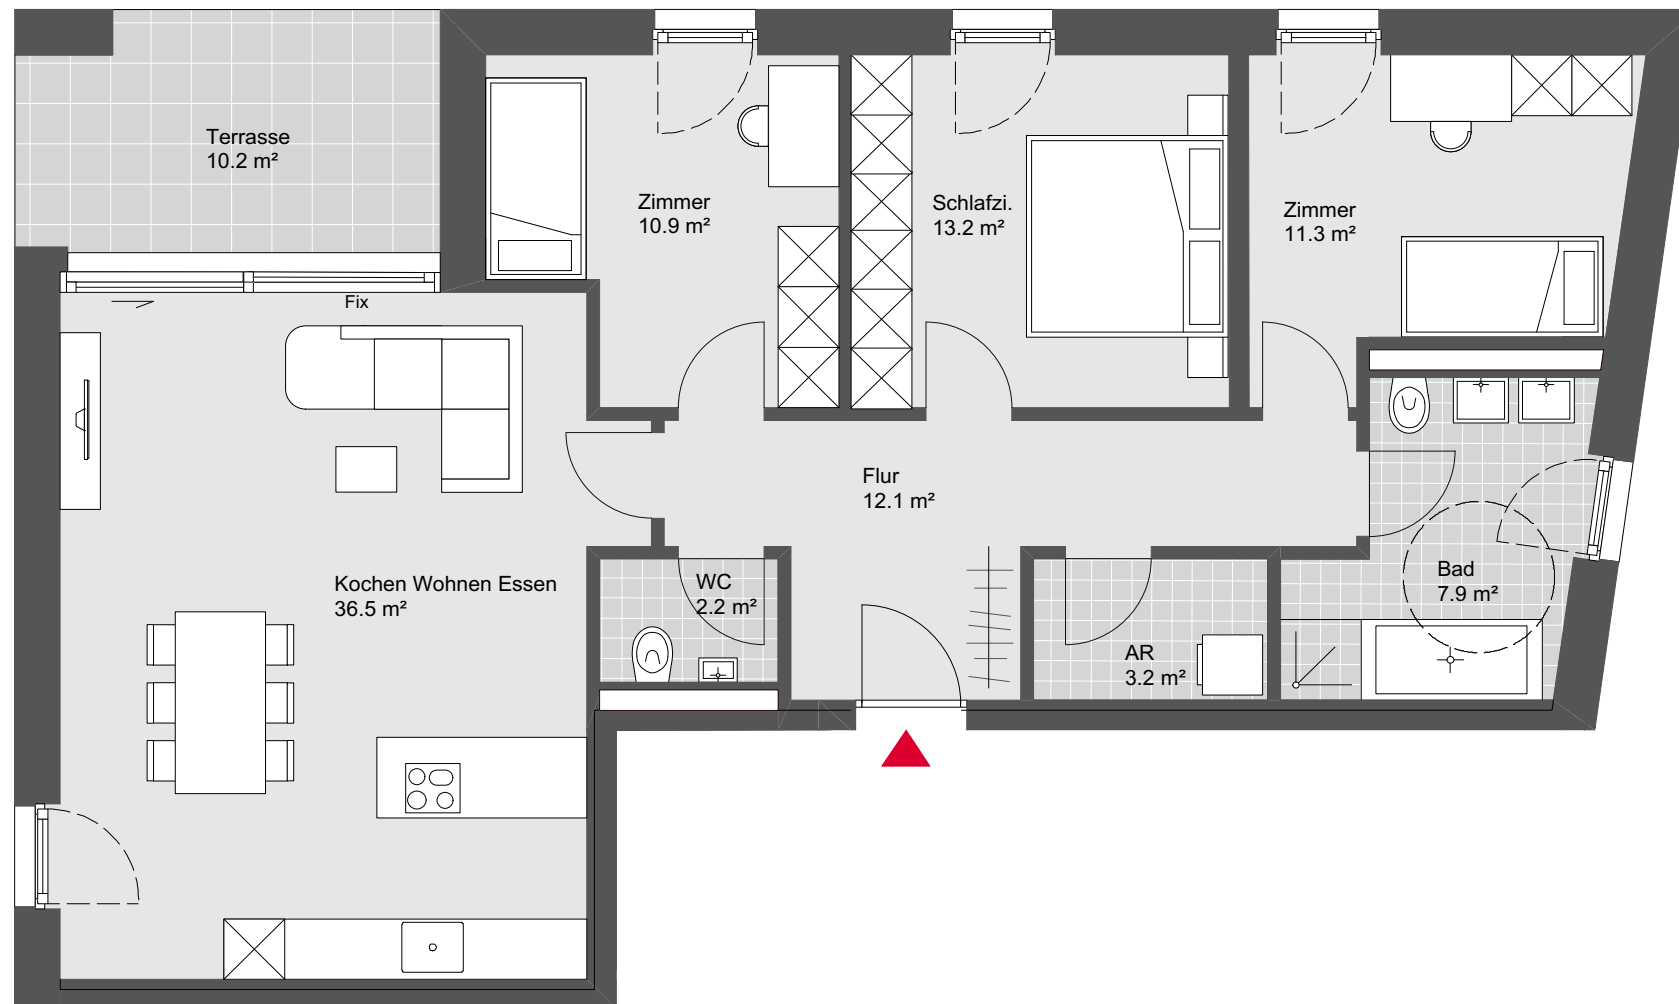 Terrasse
10.2 m²
Zimmer
10.9 m²
Schlafzi.
13.2 m²
Zimmer
11.3 m²
Fix
Flur
12.1 m²
Kochen Wohnen Essen
36.5 m²
WC
2.2 m²
AR
3.2 m²
Bad
7.9 m²